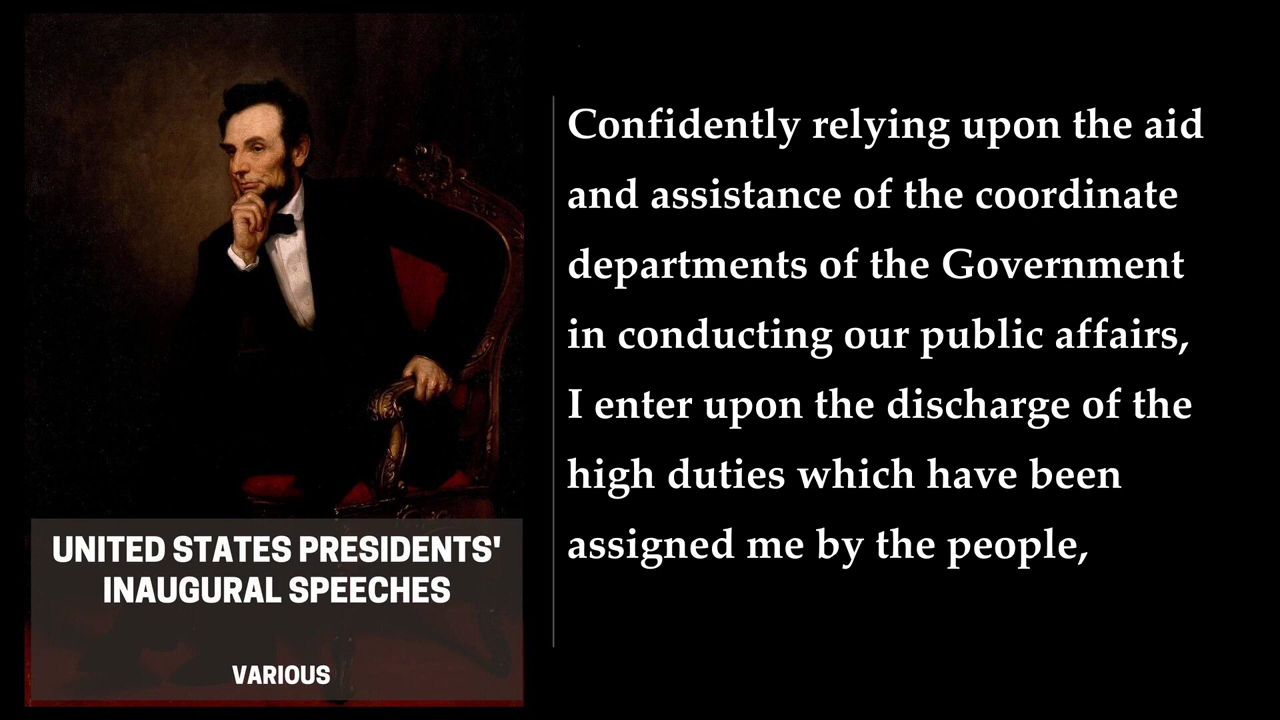 Confidently relying upon the aid
and assistance of the coordinate
departments of the Government
in conducting our public affairs,
I enter upon the discharge of the
high duties which have been
assigned me by the people,
UNITED STATES PRESIDENTS'
INAUGURAL SPEECHES
VARIOUS